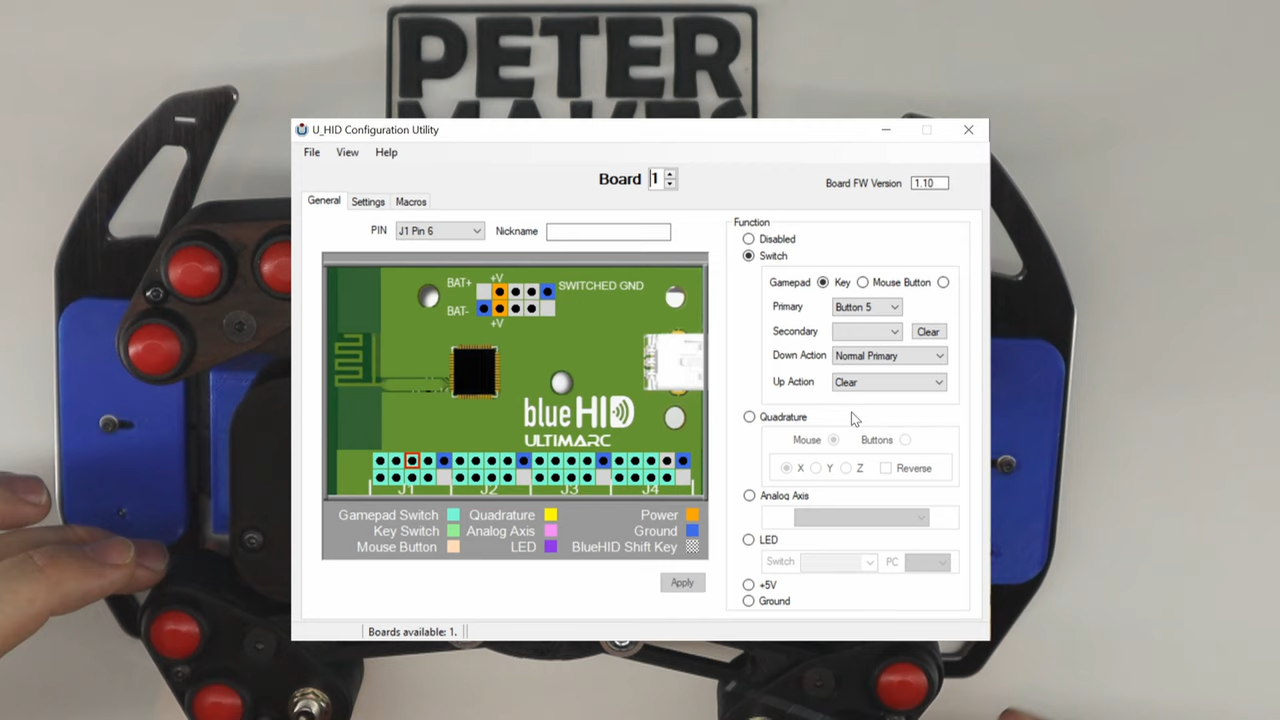 PETER
MAKES
U_HID Configuration Utility
File View Help
Board 1
Board FW Version 1.10
General Settings Macros
PIN J1 Pin 6 Nickname
Function
Disabled
Switch
Gamepad Key Mouse Button
Primary Button 5
Secondary Clear
Down Action Normal Primary
Up Action Clear
Quadrature
Mouse Buttons
X Y Z Reverse
Analog Axis
LED
Switch PC
+5V
Ground
BAT+ +V SWITCHED GND
BAT- +V
blueHID
ULTIMARC
J1 J2 J3 J4
Gamepad Switch Quadrature Power
Key Switch Analog Axis Ground
Mouse Button LED BlueHID Shift Key
Apply
Boards available: 1.